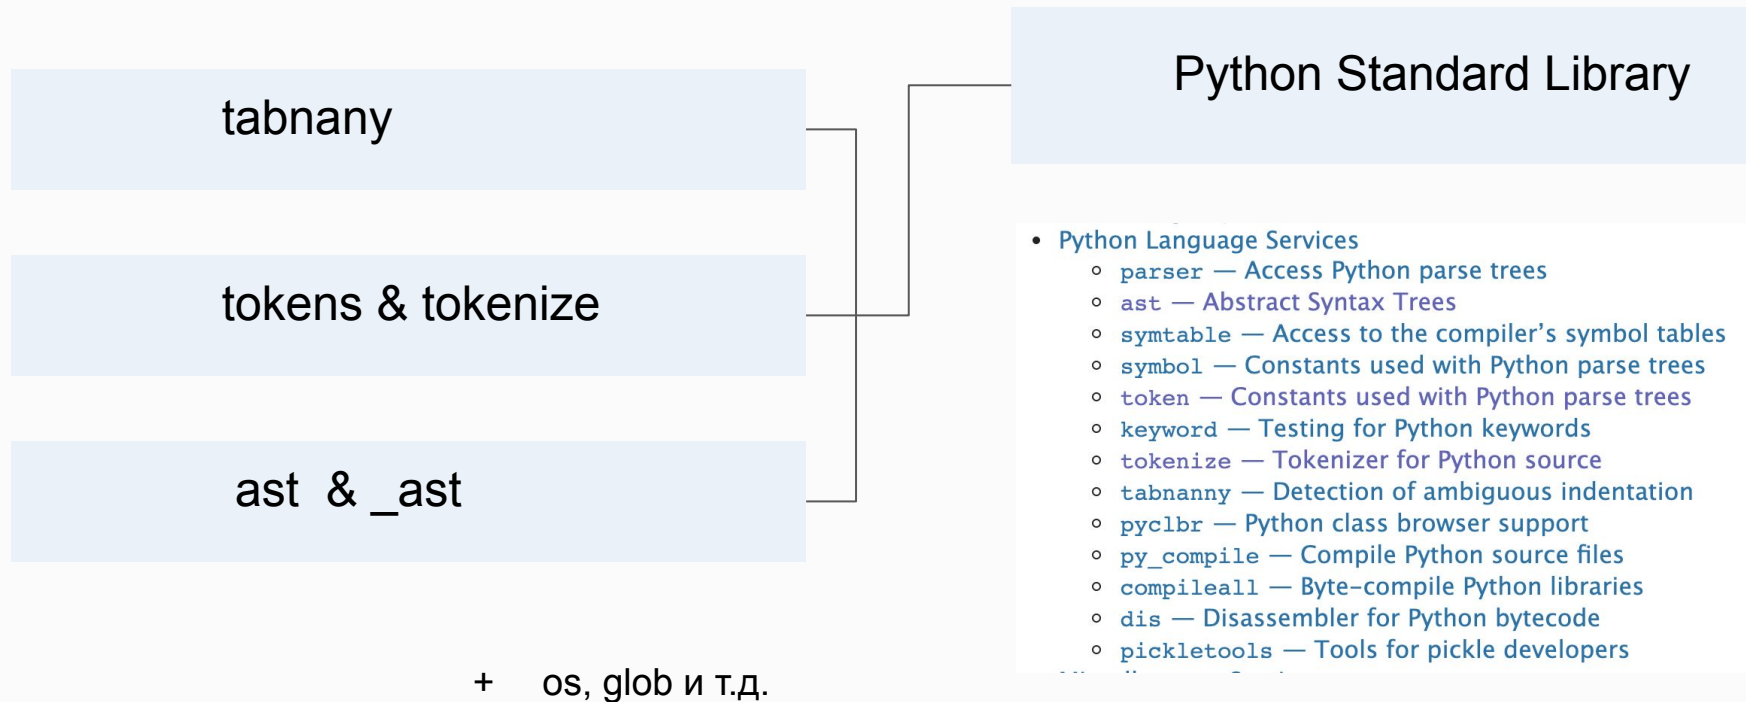 tabnany
tokens & tokenize
ast & _ast
+ os, glob и т.д.
Python Standard Library
• Python Language Services
◦ parser — Access Python parse trees
◦ ast — Abstract Syntax Trees
◦ symtable — Access to the compiler’s symbol tables
◦ symbol — Constants used with Python parse trees
◦ token — Constants used with Python parse trees
◦ keyword — Testing for Python keywords
◦ tokenize — Tokenizer for Python source
◦ tabnanny — Detection of ambiguous indentation
◦ pyclbr — Python class browser support
◦ py_compile — Compile Python source files
◦ compileall — Byte-compile Python libraries
◦ dis — Disassembler for Python bytecode
◦ pickletools — Tools for pickle developers